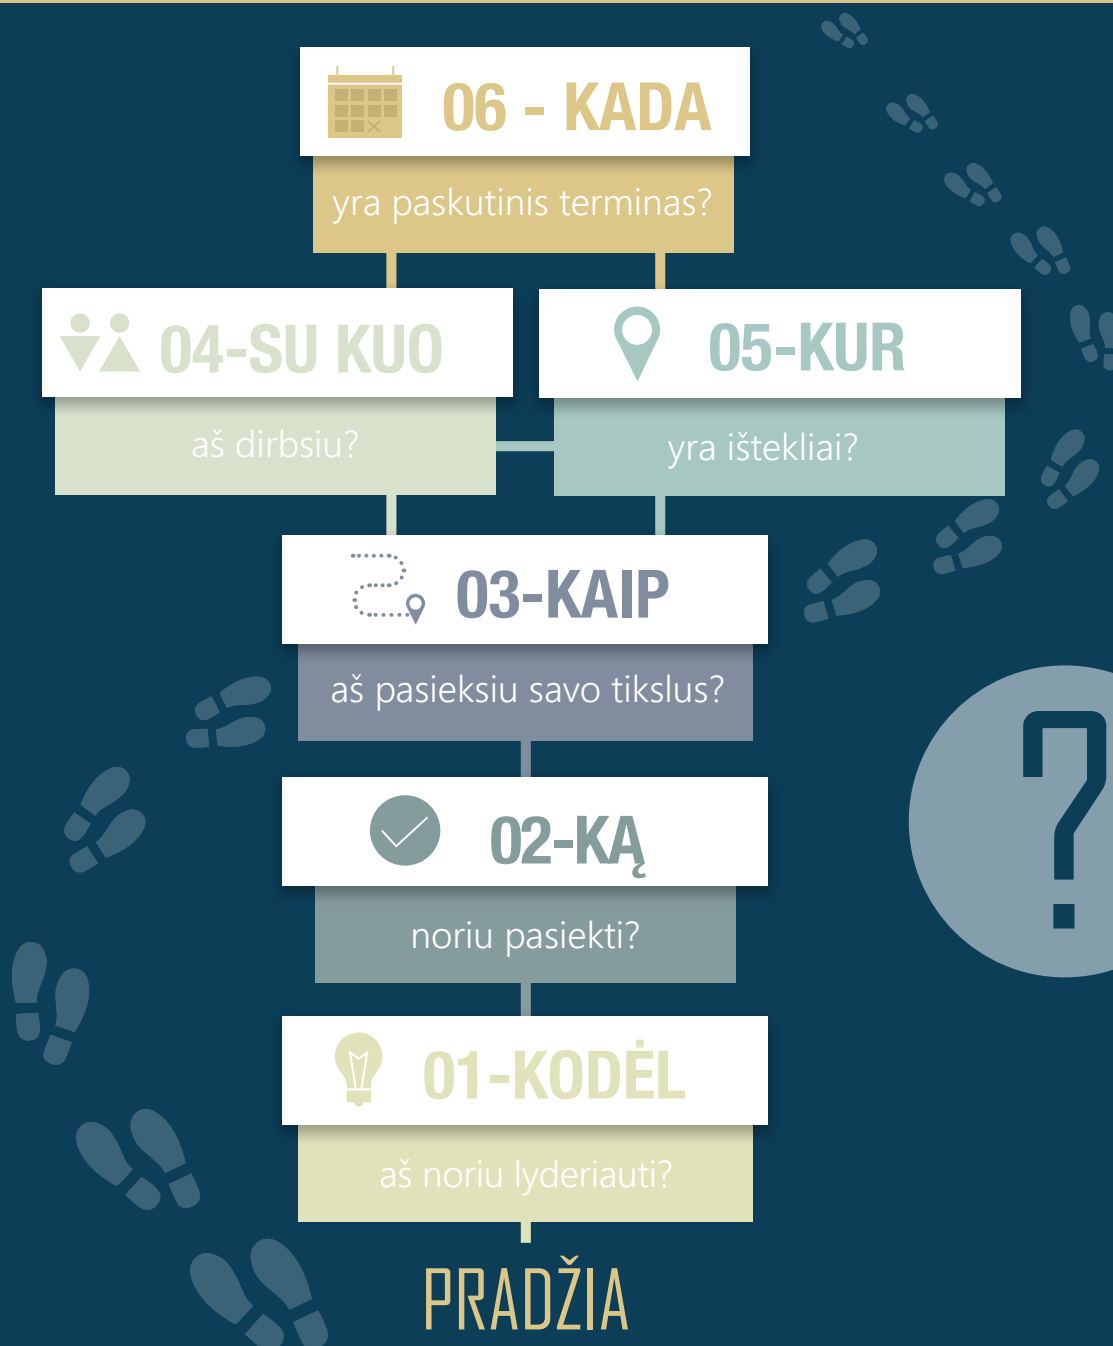 06 - KADA
yra paskutinis terminas?
04-SU KUO
aš dirbsiu?
05-KUR
yra ištekliai?
03-KAIP
aš pasieksiu savo tikslus?
02-KĄ
noriu pasiekti?
01-KODĖL
aš noriu lyderiauti?
PRADŽIA
?